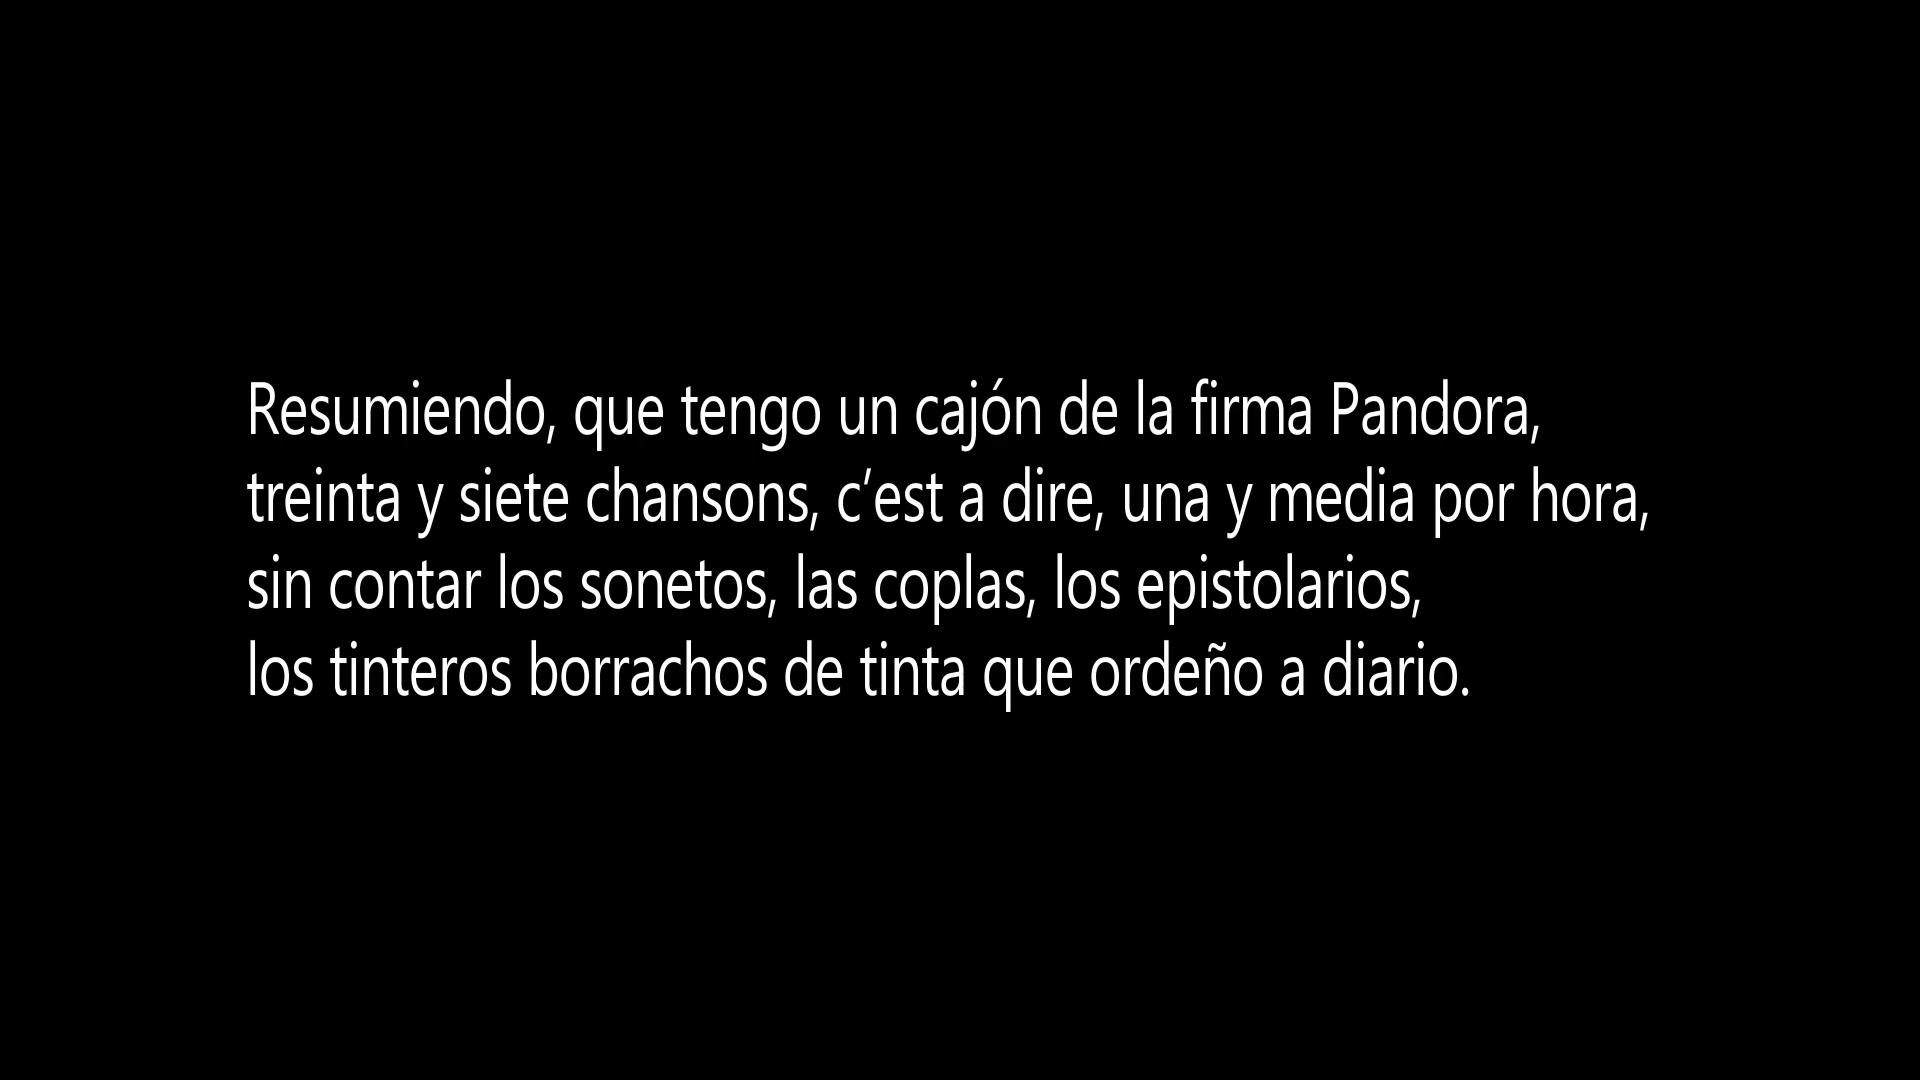 Resumiendo, que tengo un cajón de la firma Pandora,
treinta y siete chansons, c‘est a dire, una y media por hora,
sin contar los sonetos, las coplas, los epistolarios,
los tinteros borrachos de tinta que ordeño a diario.